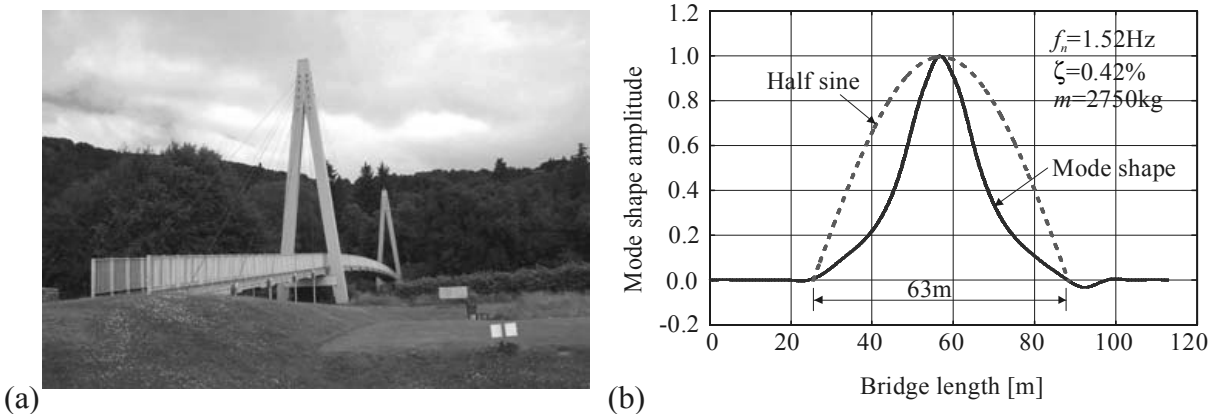 (a)
(b)
Mode shape amplitude
1.2
1.0
0.8
0.6
0.4
0.2
0.0
-0.2
fn=1.52Hz
ζ=0.42%
m=2750kg
Half sine
Mode shape
63m
0 20 40 60 80 100 120
Bridge length [m]